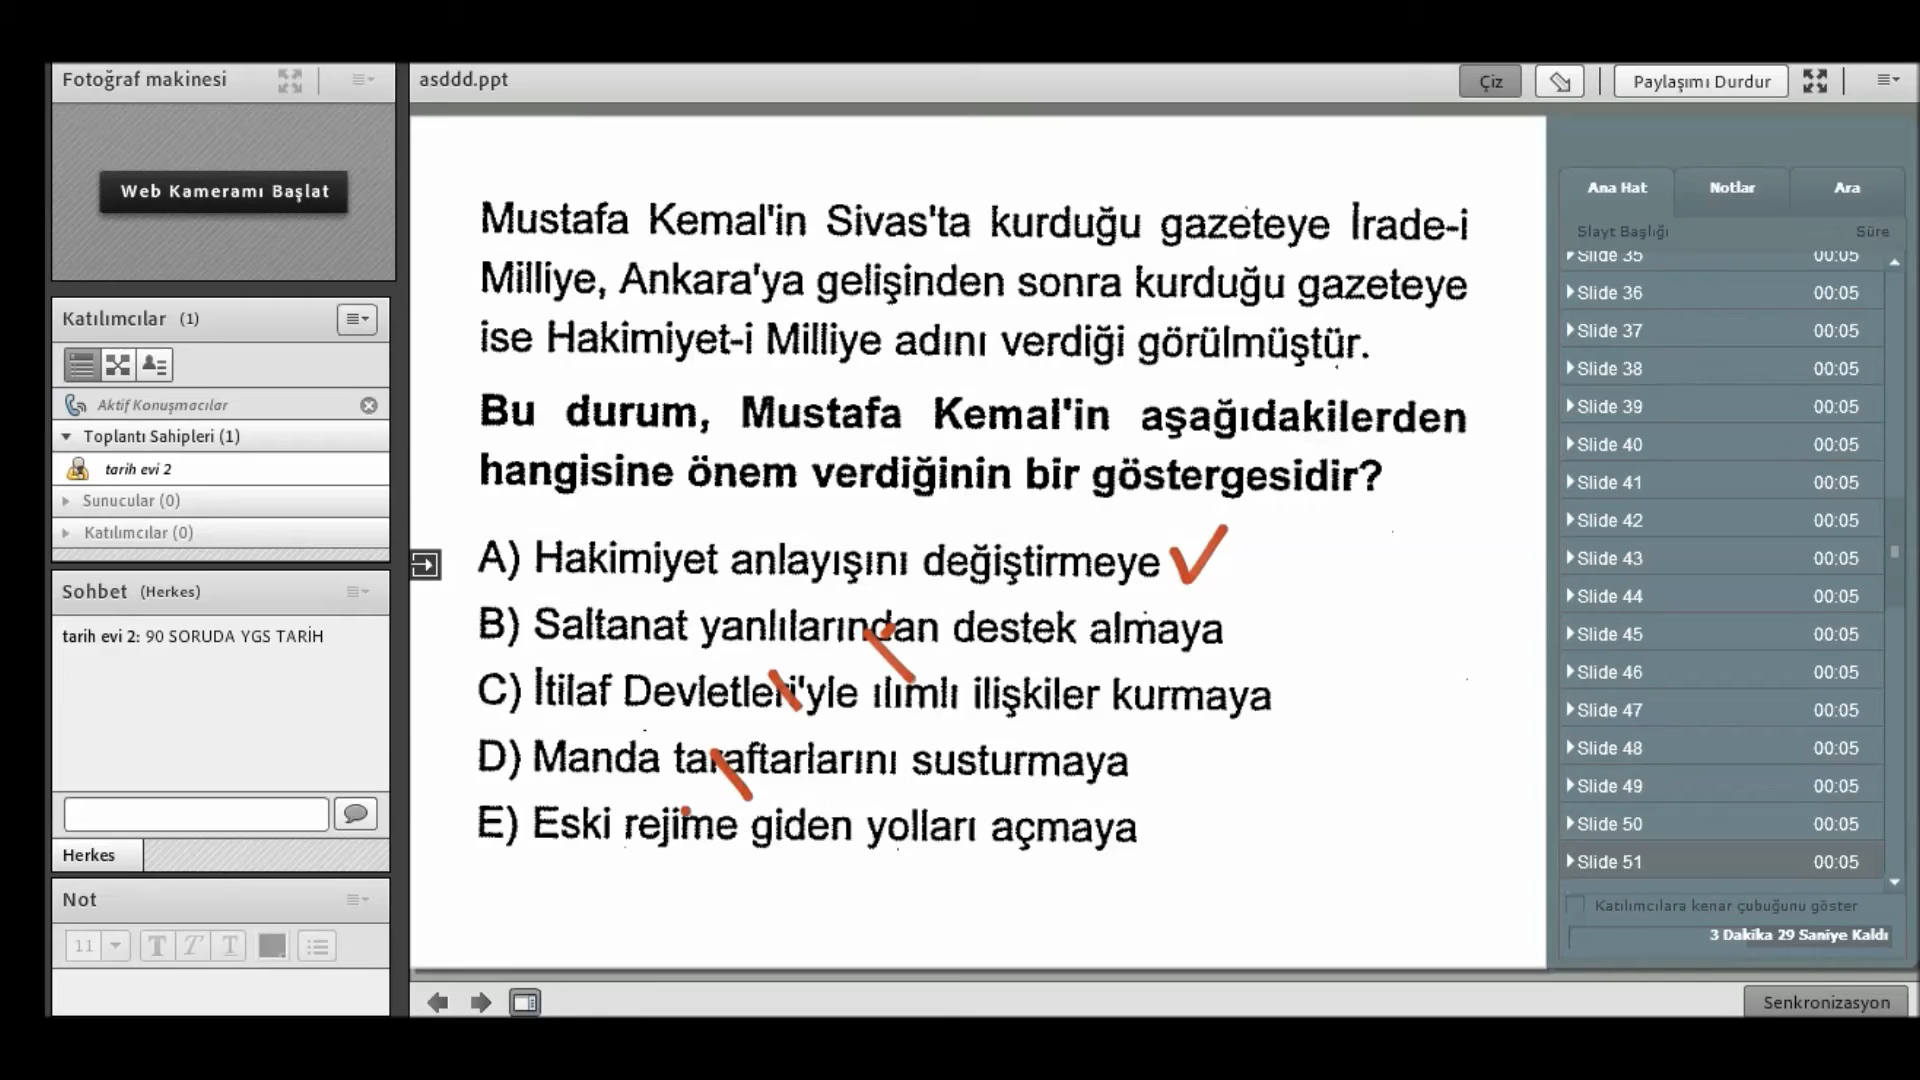 Fotoğraf makinesi
asddd.ppt
Çiz
Paylaşımı Durdur
Web Kameramı Başlat
Katılımcılar (1)
Aktif Konuşmacılar
Toplantı Sahipleri (1)
tarih evi 2
Sunucular (0)
Katılımcılar (0)
Sohbet (Herkes)
tarih evi 2: 90 SORUDA YGS TARİH
Herkes
Not
11
Mustafa Kemal'in Sivas'ta kurduğu gazeteye İrade-i
Milliye, Ankara'ya gelişinden sonra kurduğu gazeteye
ise Hakimiyet-i Milliye adını verdiği görülmüştür.
Bu durum, Mustafa Kemal'in aşağıdakilerden
hangisine önem verdiğinin bir göstergesidir?
A) Hakimiyet anlayışını değiştirmeye
B) Saltanat yanlılarından destek almaya
C) İtilaf Devletleri'yle ılımlı ilişkiler kurmaya
D) Manda taraftarlarını susturmaya
E) Eski rejime giden yolları açmaya
Ana Hat Notlar Ara
Slayt Başlığı Süre
Slide 35 00:05
Slide 36 00:05
Slide 37 00:05
Slide 38 00:05
Slide 39 00:05
Slide 40 00:05
Slide 41 00:05
Slide 42 00:05
Slide 43 00:05
Slide 44 00:05
Slide 45 00:05
Slide 46 00:05
Slide 47 00:05
Slide 48 00:05
Slide 49 00:05
Slide 50 00:05
Slide 51 00:05
Katılımcılara kenar çubuğunu göster
3 Dakika 29 Saniye Kaldı
Senkronizasyon